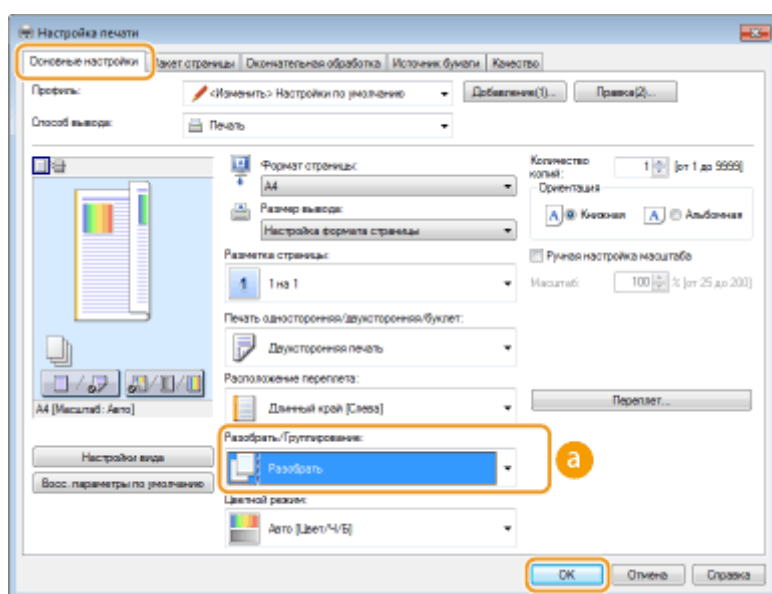 Настройка печати
Основные настройки Макет страницы Окончательная обработка Источник бумаги Качество
Профиль: <Изменить> Настройки по умолчанию Добавление(1)... Правка(2)...
Способ вывода: Печать
Формат страницы:
A4
Размер вывода:
Настройка формата страницы
Количество копий: 1 [от 1 до 9999]
Ориентация
A Книжная A Альбомная
Разметка страницы:
1 1 на 1
Ручная настройка масштаба
Масштаб: 100 % [от 25 до 200]
Печать односторонняя/двухсторонняя/буклет:
Двухсторонняя печать
Расположение переплета:
Длинный край [Слева]
Переплет...
A4 [Масштаб: Авто]
Разобрать/Группирование:
Разобрать
a
Настройки вида
Восс. параметры по умолчанию
Цветной режим:
Авто [Цвет/Ч/Б]
OK Отмена Справка